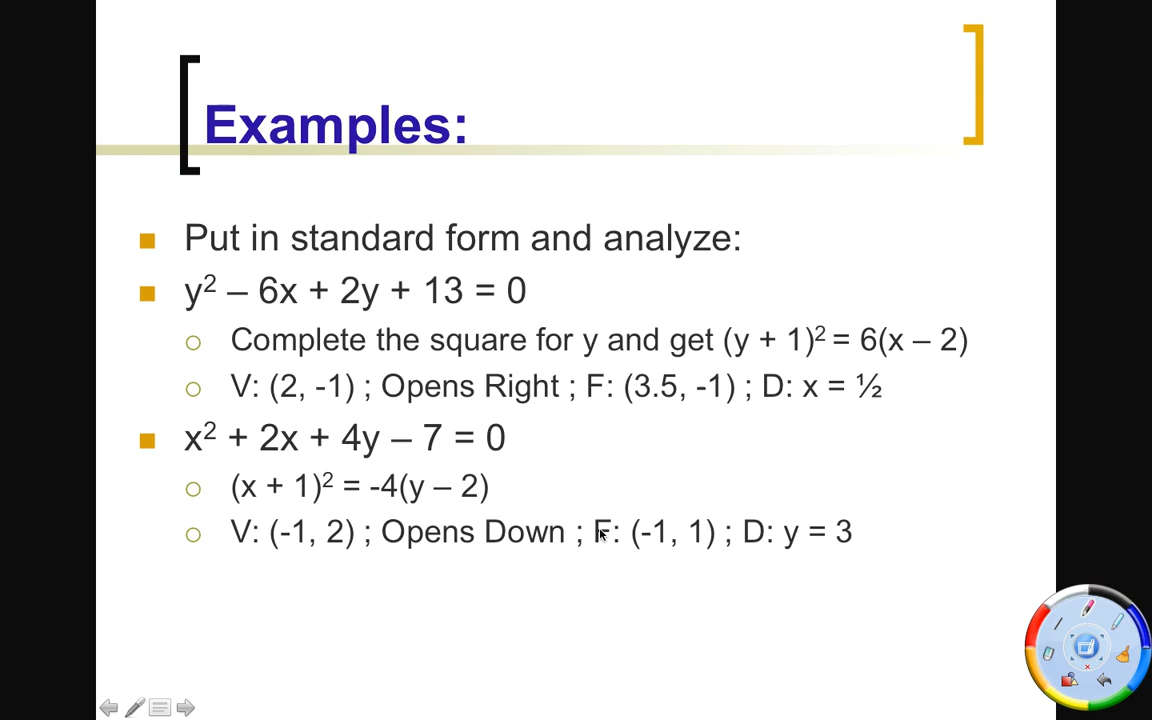 Examples:
Put in standard form and analyze:
y² – 6x + 2y + 13 = 0
Complete the square for y and get (y + 1)² = 6(x – 2)
V: (2, -1) ; Opens Right ; F: (3.5, -1) ; D: x = ½
x² + 2x + 4y – 7 = 0
(x + 1)² = -4(y – 2)
V: (-1, 2) ; Opens Down ; F: (-1, 1) ; D: y = 3